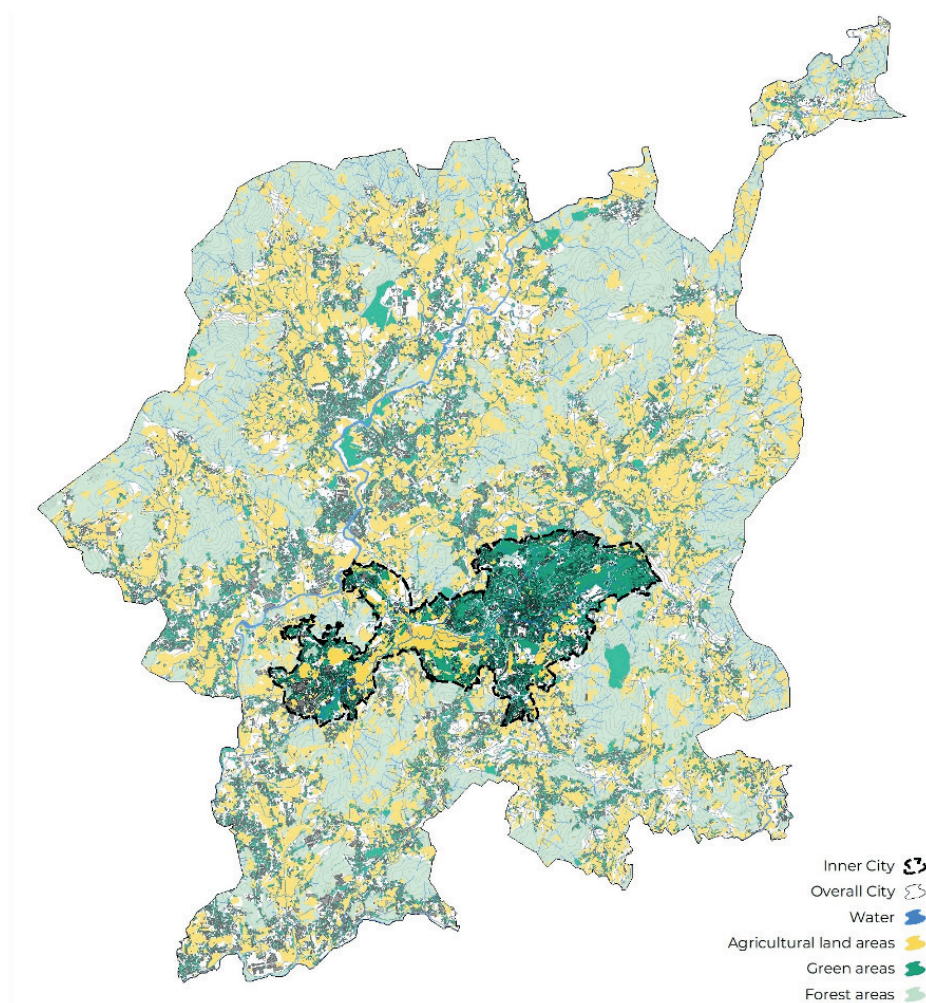 Inner City
Overall City
Water
Agricultural land areas
Green areas
Forest areas